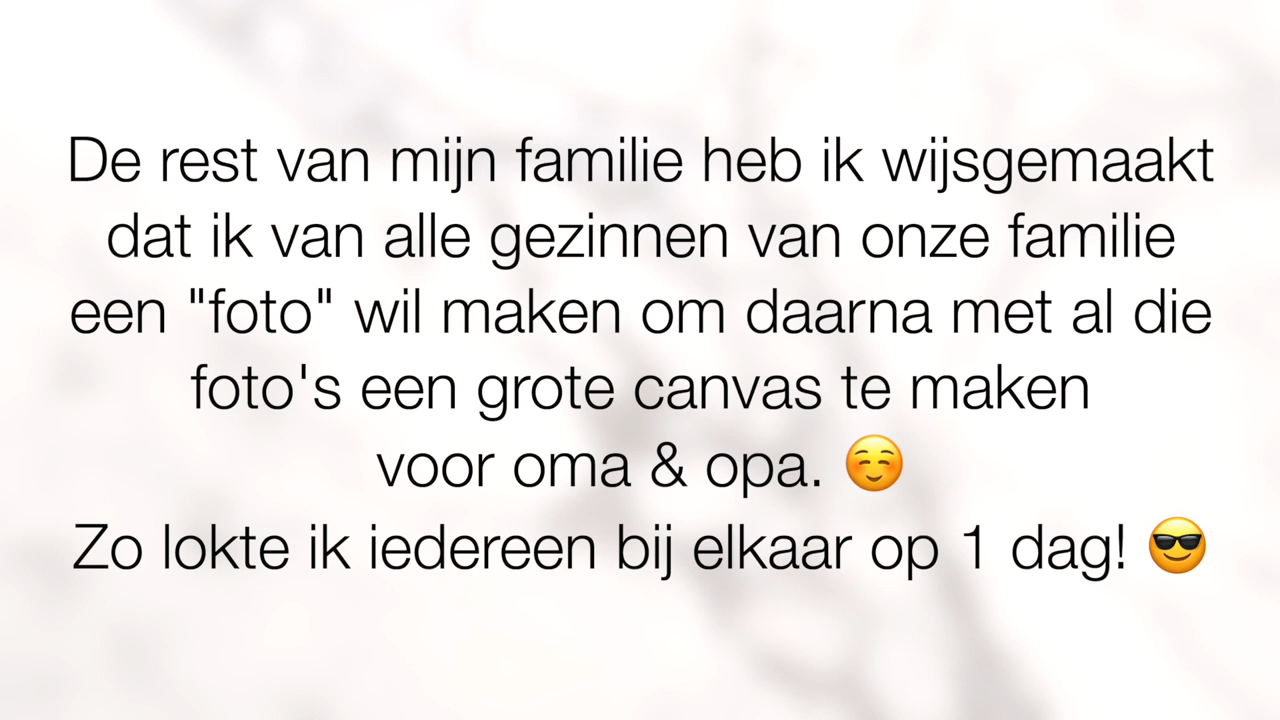 De rest van mijn familie heb ik wijsgemaakt
dat ik van alle gezinnen van onze familie
een "foto" wil maken om daarna met al die
foto's een grote canvas te maken
voor oma & opa. ☺️
Zo lokte ik iedereen bij elkaar op 1 dag! 😎